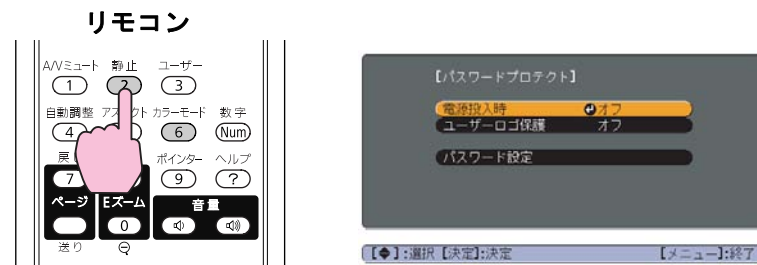 リモコン
A/Vミュート 静止 ユーザー
1 2 3
自動調整 カラーモード 数字
4 6 Num
ポインター ヘルプ
7 9 ?
ページ Eズーム 音量
0
送り
【パスワードプロテクト】
電源投入時 オフ
ユーザーロゴ保護 オフ
パスワード設定
[◆]:選択 [決定]:決定 [メニュー]:終了